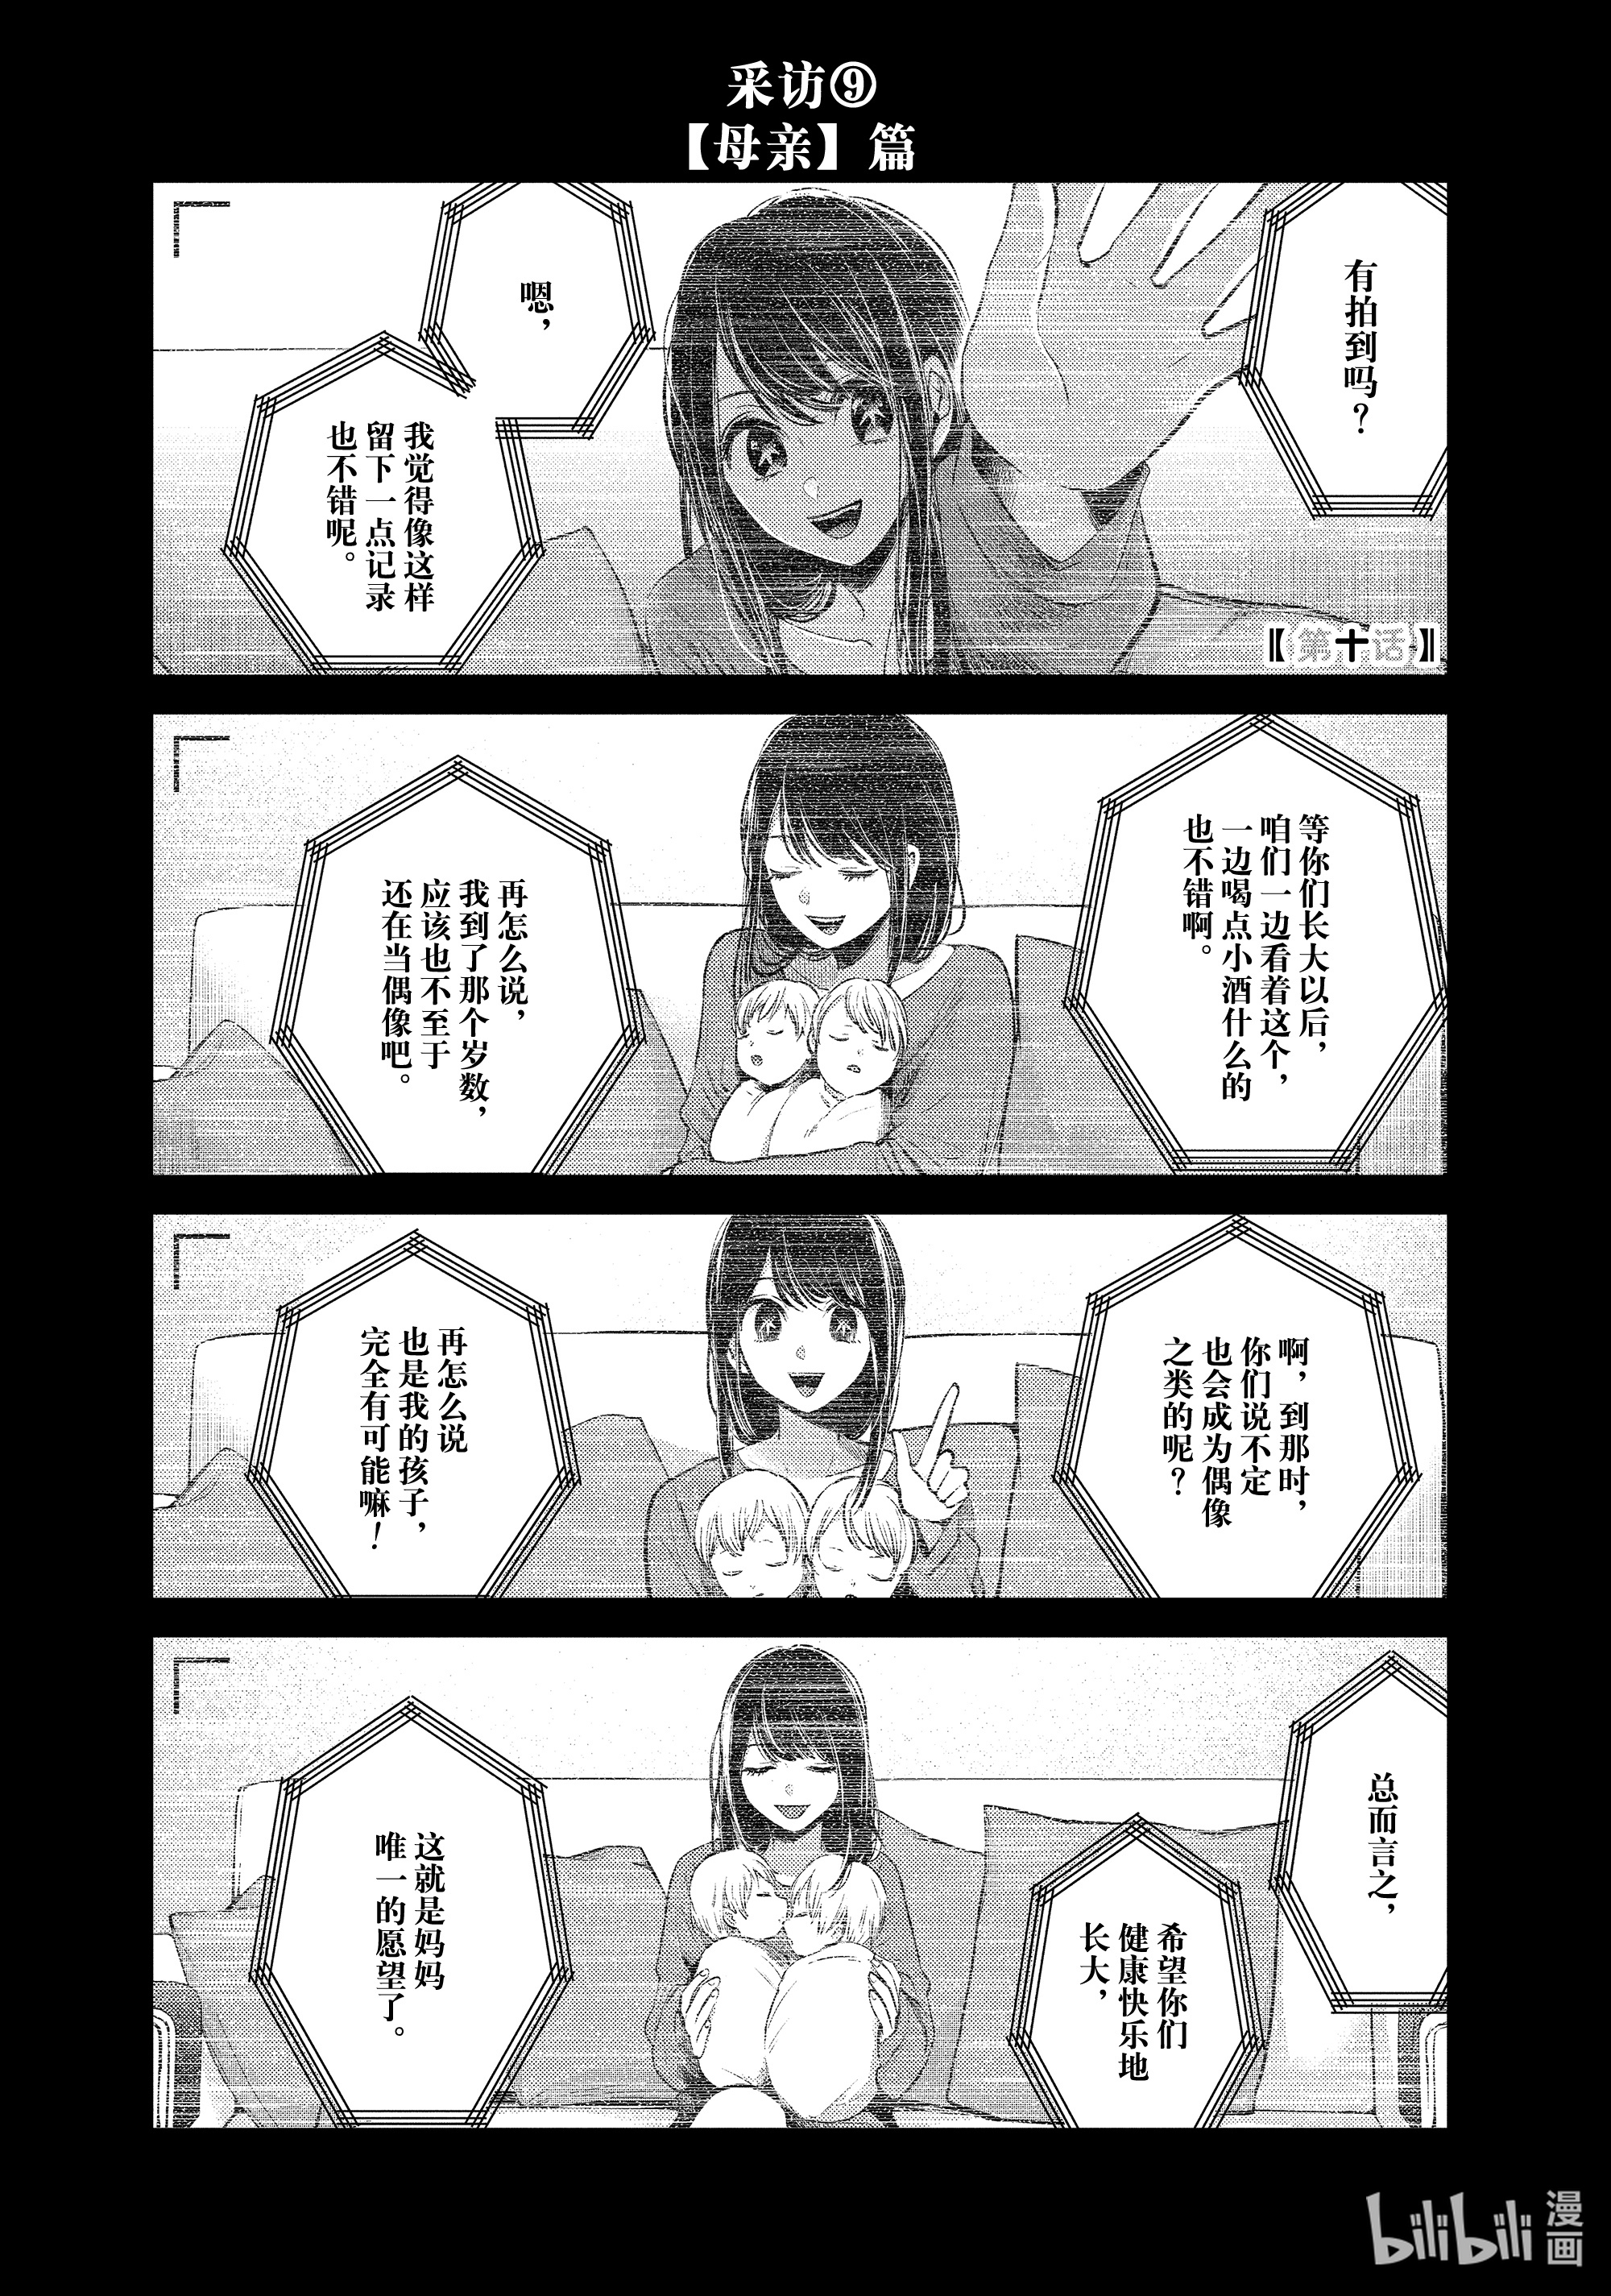 采访⑨
【母亲】篇
有拍到吗？
嗯，
我觉得像这样
留下一点记录
也不错呢。
【第十话】
等你们长大以后，
咱们一边看着这个，
一边喝点小酒什么的
也不错啊。
再怎么说，
我到了那个岁数，
应该也不至于
还在当偶像吧。
啊，到那时，
你们说不定
也会成为偶像
之类的呢？
再怎么说
也是我的孩子，
完全有可能嘛！
总而言之，
希望你们
健康快乐地
长大，
这就是妈妈
唯一的愿望了。
bilibili 漫画